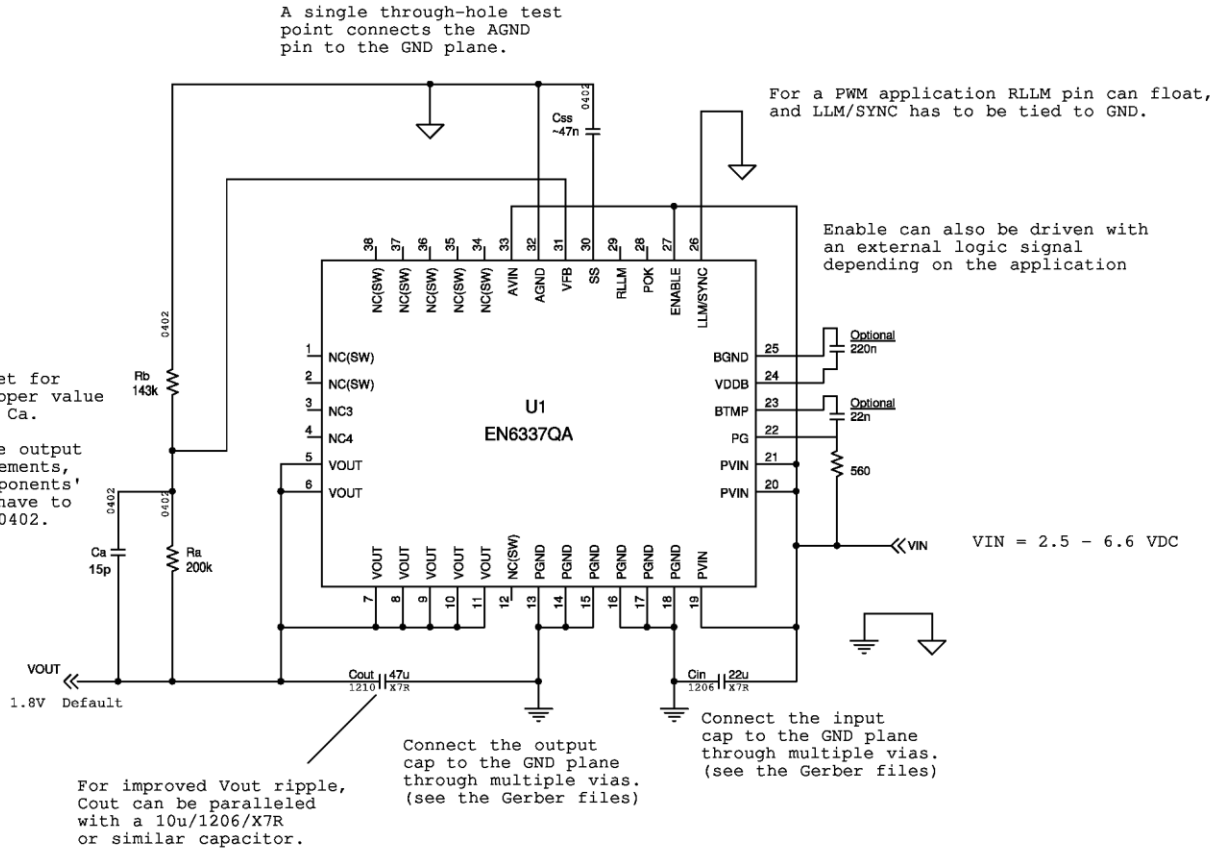 A single through-hole test
point connects the AGND
pin to the GND plane.
For a PWM application RLLM pin can float,
and LLM/SYNC has to be tied to GND.
0402
Css
~47n
Enable can also be driven with
an external logic signal
depending on the application
38
37
36
35
34
33
32
31
30
29
28
27
26
NC(SW)
NC(SW)
NC(SW)
NC(SW)
NC(SW)
AVIN
AGND
VFB
SS
RLLM
POK
ENABLE
LLM/SYNC
0402
Rb
143k
et for
oper value
Ca.
e output
ements,
ponents'
have to
0402.
0402
0402
Ca
15p
Ra
200k
1 NC(SW)
2 NC(SW)
3 NC3
4 NC4
5 VOUT
6 VOUT
U1
EN6337QA
BGND 25
VDDB 24
BTMP 23
PG 22
PVIN 21
PVIN 20
Optional
220n
Optional
22n
560
VIN
VIN = 2.5 - 6.6 VDC
VOUT
VOUT
VOUT
VOUT
VOUT
NC(SW)
PGND
PGND
PGND
PGND
PGND
PGND
PVIN
7
8
9
10
11
12
13
14
15
16
17
18
19
VOUT
1.8V Default
Cout 47u
1210 X7R
Cin 22u
1206 X7R
Connect the output
cap to the GND plane
through multiple vias.
(see the Gerber files)
Connect the input
cap to the GND plane
through multiple vias.
(see the Gerber files)
For improved Vout ripple,
Cout can be paralleled
with a 10u/1206/X7R
or similar capacitor.